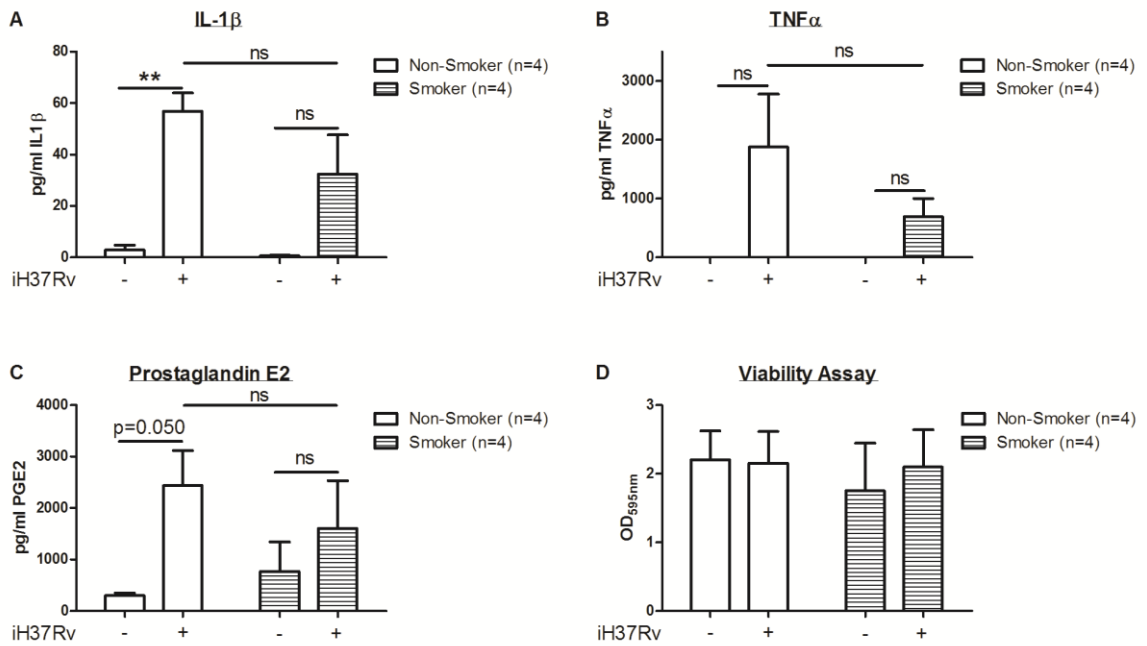 A IL-1β
80
60
40
20
0
pg/ml IL1β
**
ns
ns
Non-Smoker (n=4)
Smoker (n=4)
iH37Rv - + - +
B TNFα
3000
2000
1000
0
pg/ml TNFα
ns
ns
ns
Non-Smoker (n=4)
Smoker (n=4)
iH37Rv - + - +
C Prostaglandin E2
4000
3000
2000
1000
0
pg/ml PGE2
p=0.050
ns
ns
Non-Smoker (n=4)
Smoker (n=4)
iH37Rv - + - +
D Viability Assay
3
2
1
0
OD595nm
Non-Smoker (n=4)
Smoker (n=4)
iH37Rv - + - +